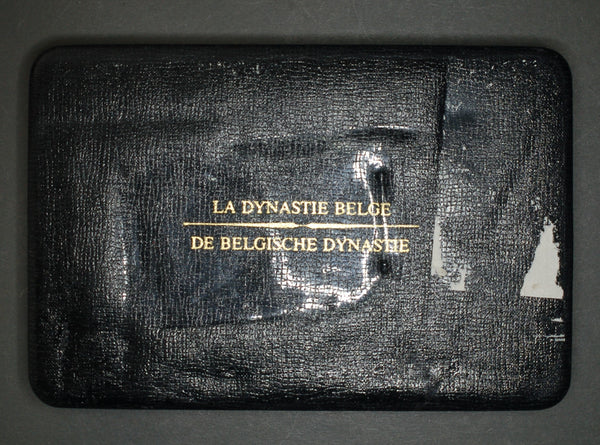 LA DYNASTIE BELGE
DE BELGISCHE DYNASTIE